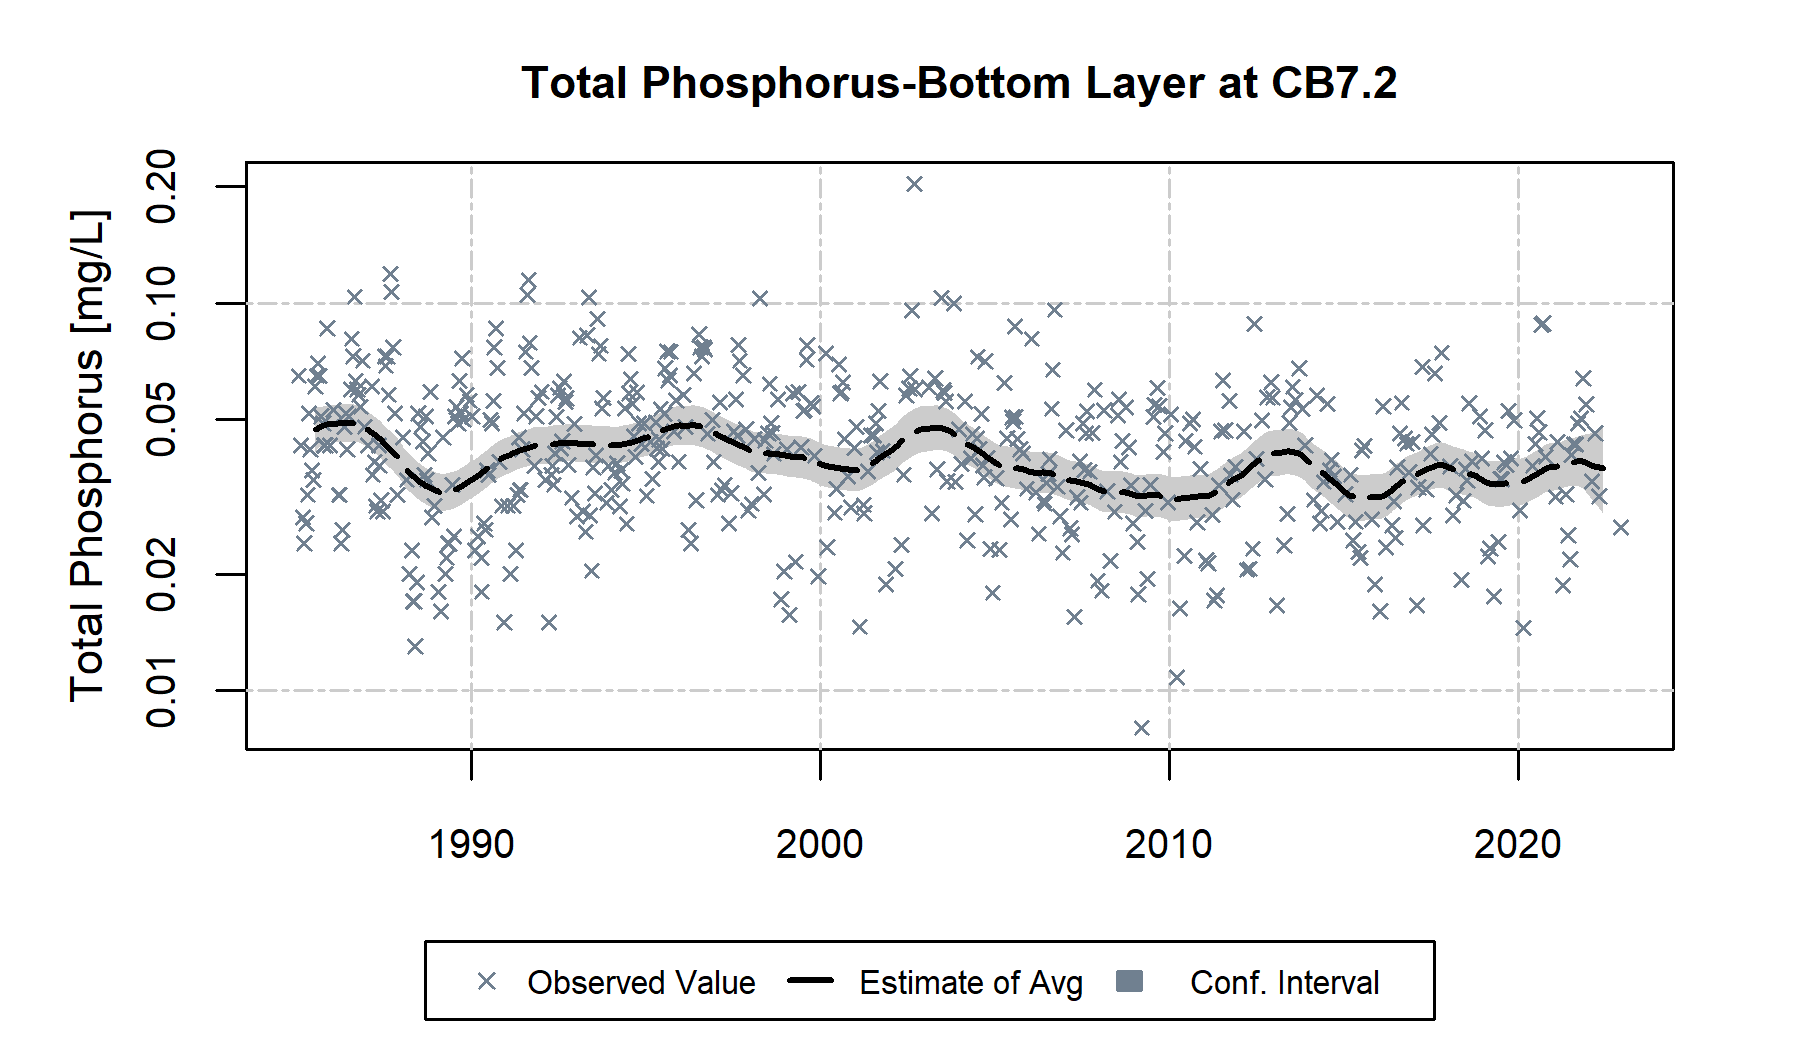 Total Phosphorus-Bottom Layer at CB7.2
Total Phosphorus [mg/L]
0.20
0.10
0.05
0.02
0.01
1990 2000 2010 2020
Observed Value Estimate of Avg Conf. Interval